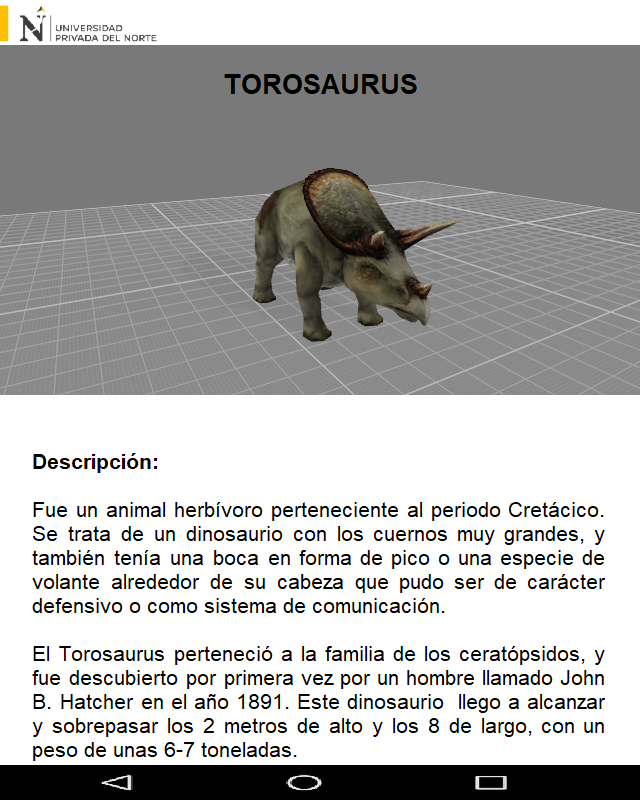 UNIVERSIDAD
PRIVADA DEL NORTE
TOROSAURUS
Descripción:
Fue un animal herbívoro perteneciente al periodo Cretácico.
Se trata de un dinosaurio con los cuernos muy grandes, y
también tenía una boca en forma de pico o una especie de
volante alrededor de su cabeza que pudo ser de carácter
defensivo o como sistema de comunicación.
El Torosaurus perteneció a la familia de los ceratópsidos, y
fue descubierto por primera vez por un hombre llamado John
B. Hatcher en el año 1891. Este dinosaurio llego a alcanzar
y sobrepasar los 2 metros de alto y los 8 de largo, con un
peso de unas 6-7 toneladas.